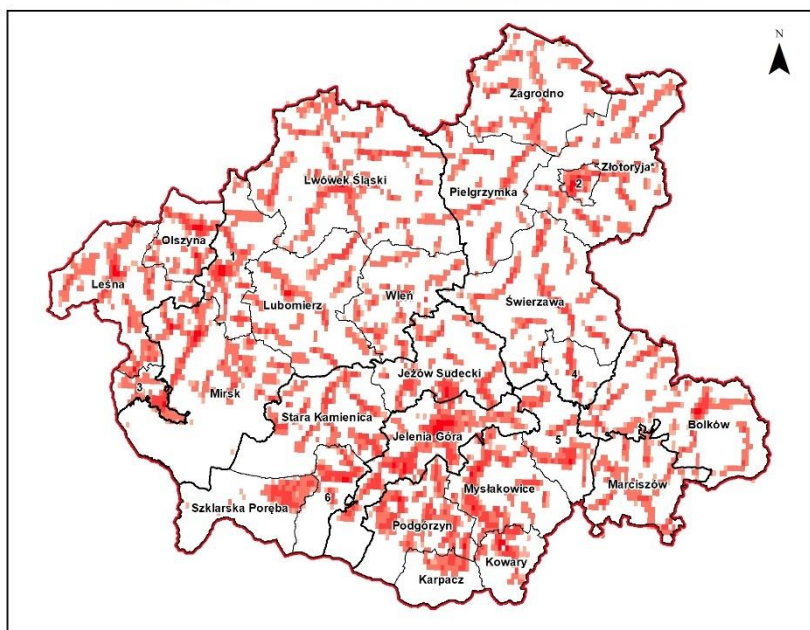 N
Zagrodno
Złotoryja*
2
Lwówek Śląski
Pielgrzymka
Olszyna
1
Leśna
Lubomierz
Wleń
Świerzawa
3
Mirsk
Jeżów Sudecki
4
Stara Kamienica
Bolków
Jelenia Góra
5
Marciszów
Mysłakowice
6
Szklarska Poręba
Podgórzyn
Kowary
Karpacz